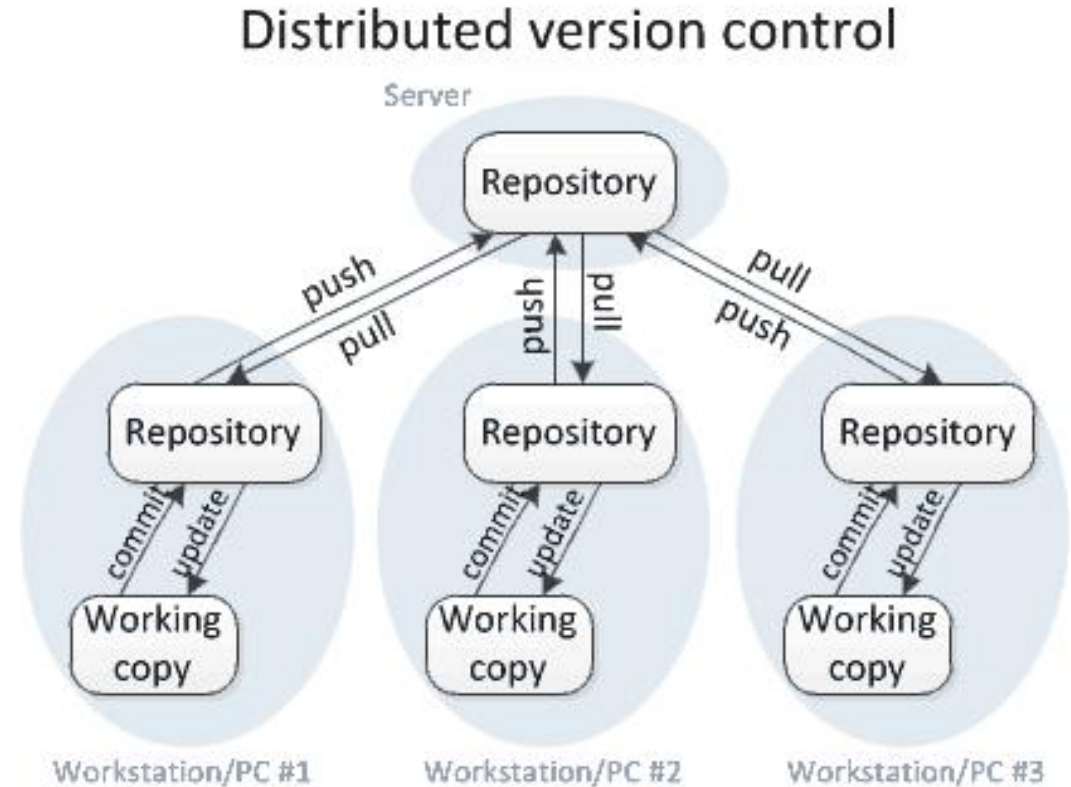 Distributed version control
Server
Repository
push
pull
push
pull
pull
push
Repository
Repository
Repository
commit
update
commit
update
commit
update
Working
copy
Working
copy
Working
copy
Workstation/PC #1
Workstation/PC #2
Workstation/PC #3